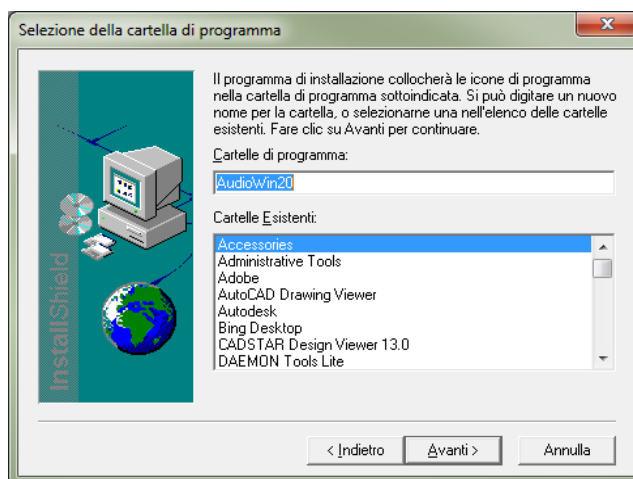 Selezione della cartella di programma
Il programma di installazione collocherà le icone di programma
nella cartella di programma sottoindicata. Si può digitare un nuovo
nome per la cartella, o selezionarne una nell'elenco delle cartelle
esistenti. Fare clic su Avanti per continuare.
Cartelle di programma:
AudioWin20
Cartelle Esistenti:
Accessories
Administrative Tools
Adobe
AutoCAD Drawing Viewer
Autodesk
Bing Desktop
CADSTAR Design Viewer 13.0
DAEMON Tools Lite
InstallShield
< Indietro
Avanti >
Annulla